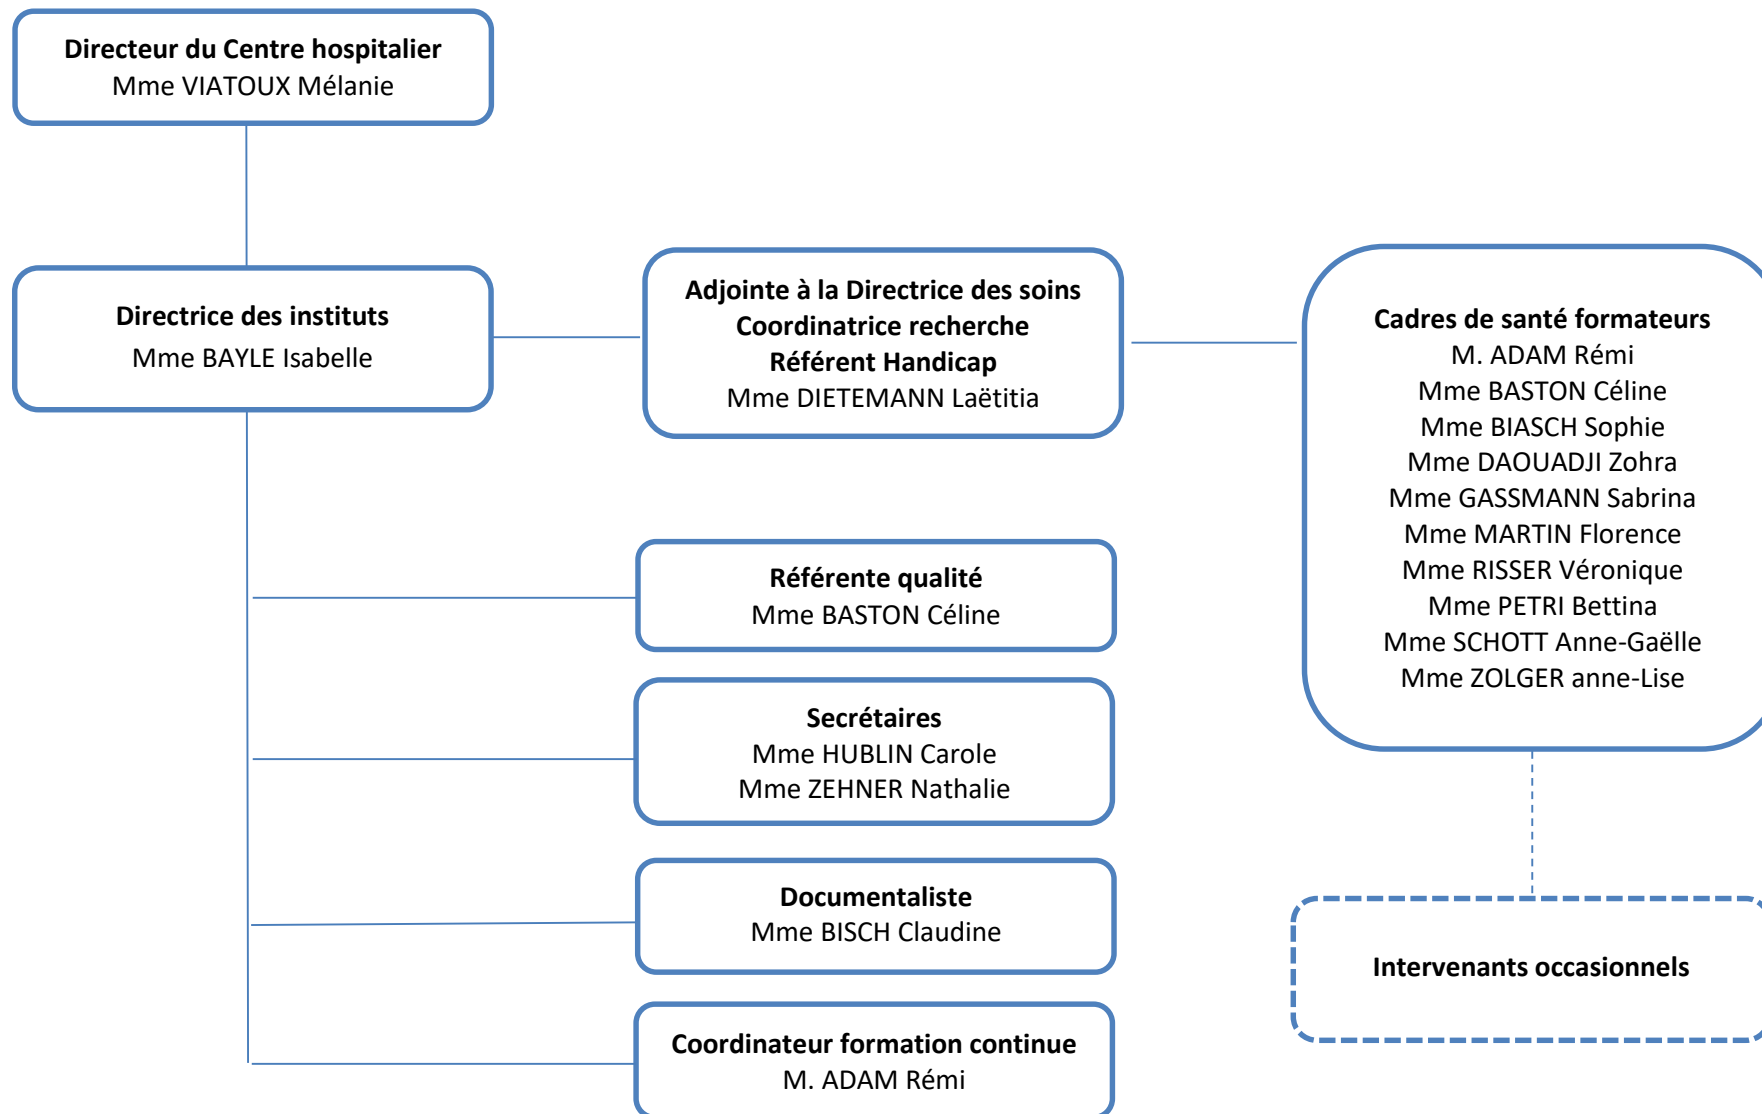 Directeur du Centre hospitalier
Mme VIATOUX Mélanie
Directrice des instituts
Mme BAYLE Isabelle
Adjointe à la Directrice des soins
Coordinatrice recherche
Référent Handicap
Mme DIETEMANN Laëtitia
Cadres de santé formateurs
M. ADAM Rémi
Mme BASTON Céline
Mme BIASCH Sophie
Mme DAOUADJI Zohra
Mme GASSMANN Sabrina
Mme MARTIN Florence
Mme RISSER Véronique
Mme PETRI Bettina
Mme SCHOTT Anne-Gaëlle
Mme ZOLGER anne-Lise
Référente qualité
Mme BASTON Céline
Secrétaires
Mme HUBLIN Carole
Mme ZEHNER Nathalie
Documentaliste
Mme BISCH Claudine
Intervenants occasionnels
Coordinateur formation continue
M. ADAM Rémi